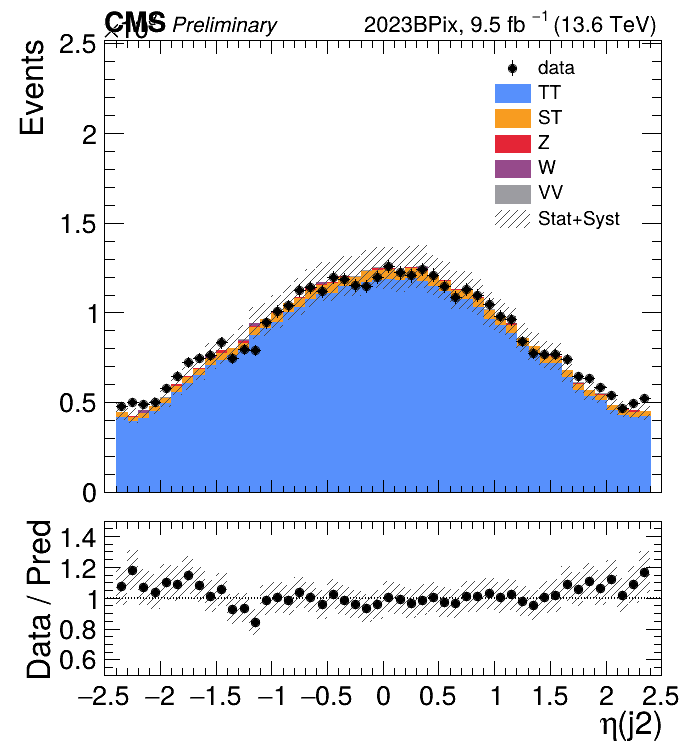 CMS Preliminary 2023BPix, 9.5 fb⁻¹ (13.6 TeV)
Events
2.5
2
1.5
1
0.5
0
data
TT
ST
Z
W
VV
Stat+Syst
Data / Pred
1.4
1.2
1
0.8
0.6
−2.5 −2 −1.5 −1 −0.5 0 0.5 1 1.5 2 2.5
η(j2)